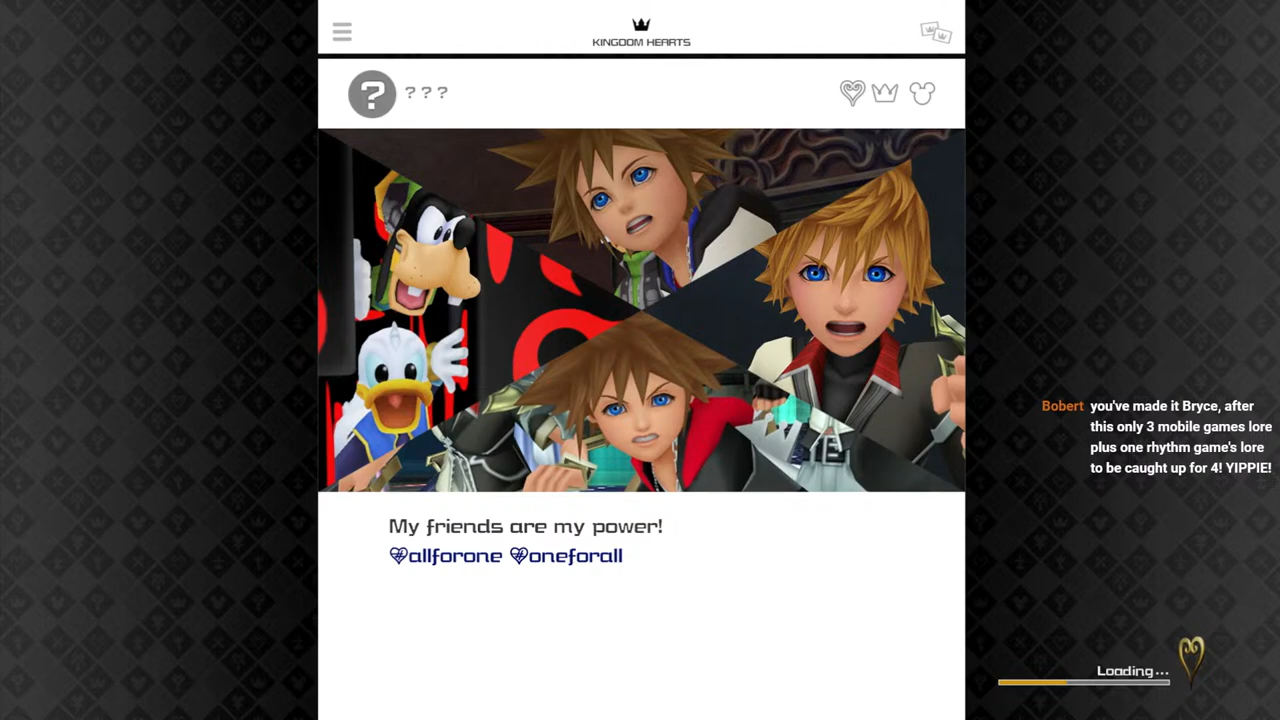 KINGDOM HEARTS
? ? ? ?
My friends are my power!
#allforone #oneforall
Bobert you've made it Bryce, after
this only 3 mobile games lore
plus one rhythm game's lore
to be caught up for 4! YIPPIE!
Loading...